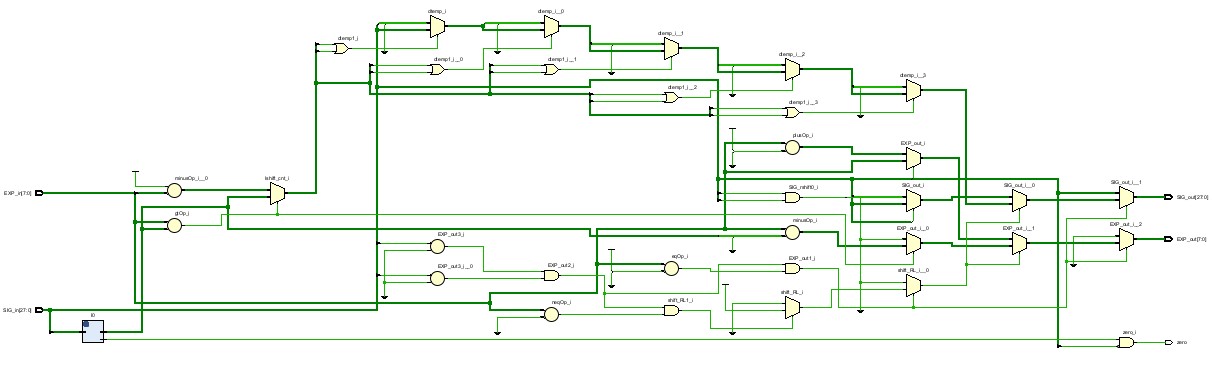 dtemp_i
dtemp_i__0
dtemp_i__1
dtemp_i__2
dtemp_i__3
dtemp1_i
dtemp1_i__0
dtemp1_i__1
dtemp1_i__2
dtemp1_i__3
plusOp_i
EXP_out_i
minusOp_i__0
lshift_cnt_i
EXP_in[7:0]
gtOp_i
SIG_rshift0_i
SIG_out_i
SIG_out_i__0
SIG_out_i__1
SIG_out[27:0]
minusOp_i
EXP_out_i__0
EXP_out_i__1
EXP_out_i__2
EXP_out[7:0]
EXP_out3_i
EXP_out3_i__0
EXP_out2_i
eqOp_i
EXP_out1_i
shift_RL_i__0
shift_RL_i
shift_RL1_i
neqOp_i
SIG_in[27:0]
I0
zero_i
zero